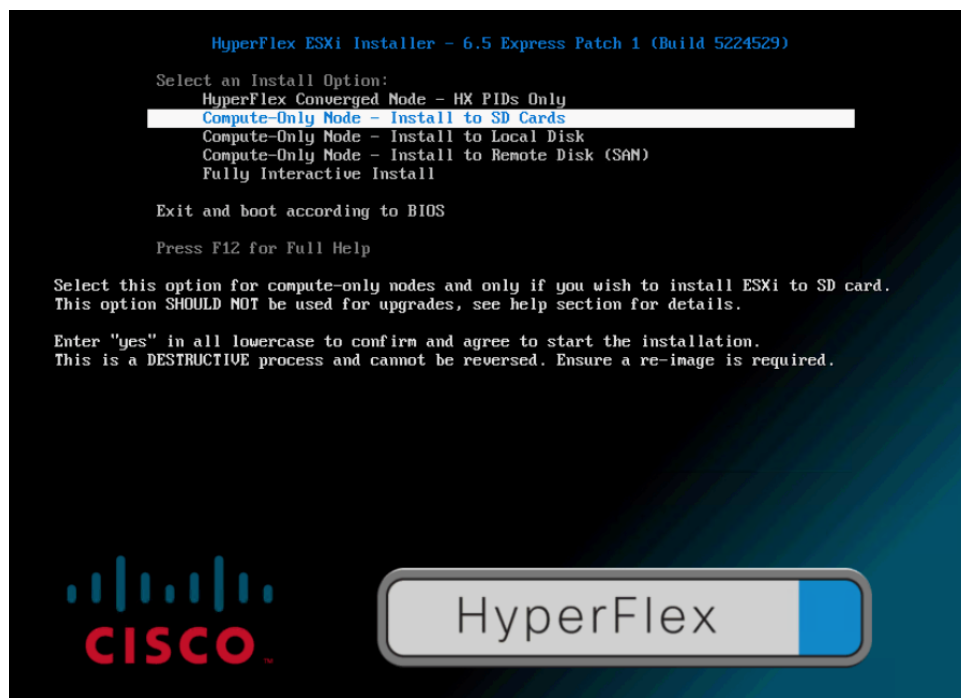 HyperFlex ESXi Installer - 6.5 Express Patch 1 (Build 5224529)
Select an Install Option:
HyperFlex Converged Node - HX PIDs Only
Compute-Only Node - Install to SD Cards
Compute-Only Node - Install to Local Disk
Compute-Only Node - Install to Remote Disk (SAN)
Fully Interactive Install
Exit and boot according to BIOS
Press F12 for Full Help
Select this option for compute-only nodes and only if you wish to install ESXi to SD card.
This option SHOULD NOT be used for upgrades, see help section for details.
Enter "yes" in all lowercase to confirm and agree to start the installation.
This is a DESTRUCTIVE process and cannot be reversed. Ensure a re-image is required.
CISCO TM
HyperFlex